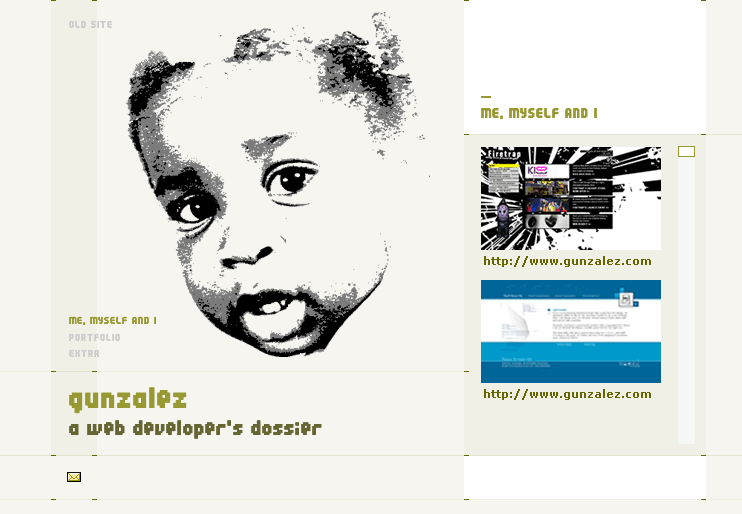 OLD SITE
ME, MYSELF AND I
http://www.gunzalez.com
http://www.gunzalez.com
ME, MYSELF AND I
PORTFOLIO
EXTRA
gunzalez
a web developer's dossier